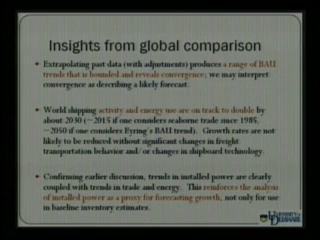 Insights from global comparison
• Extrapolating past data (with adjustments) produces a range of BAU
trends that is bounded and reveals convergence; we may interpret
convergence as describing a likely forecast.
• World shipping activity and energy use are on track to double by
about 2030 (~2015 if one considers seaborne trade since 1985,
~2050 if one considers Eyring's BAU trend). Growth rates are not
likely to be reduced without significant changes in freight
transportation behavior and/or changes in shipboard technology.
• Confirming earlier discussion, trends in installed power are clearly
coupled with trends in trade and energy. This reinforces the analysis
of installed power as a proxy for forecasting growth, not only for use
in baseline inventory estimates.
University of
Delaware